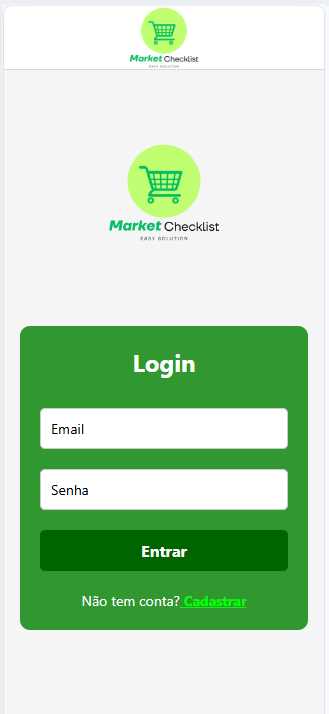 Market Checklist
EASY SOLUTION
Market Checklist
EASY SOLUTION
Login
Email
Senha
Entrar
Não tem conta? Cadastrar